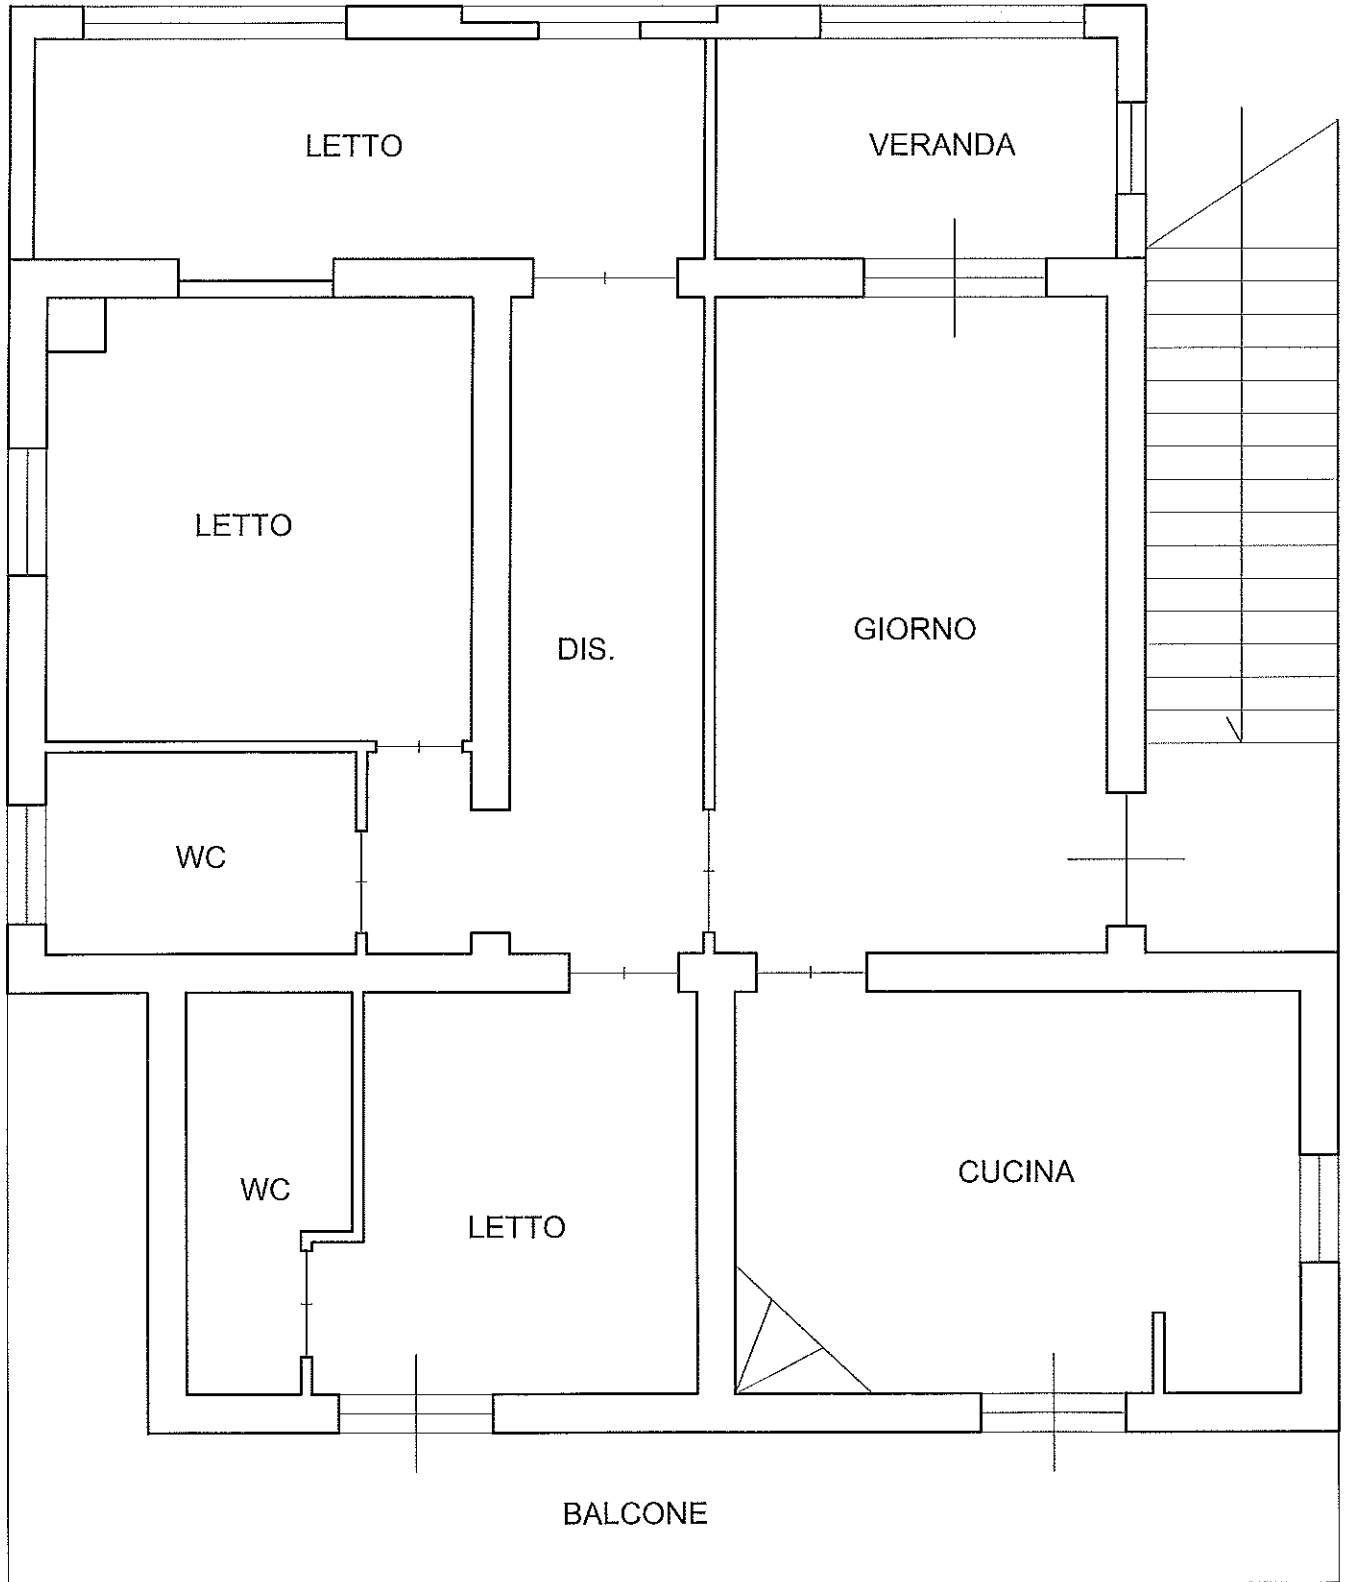 LETTO
VERANDA
LETTO
GIORNO
DIS.
WC
CUCINA
WC
LETTO
BALCONE